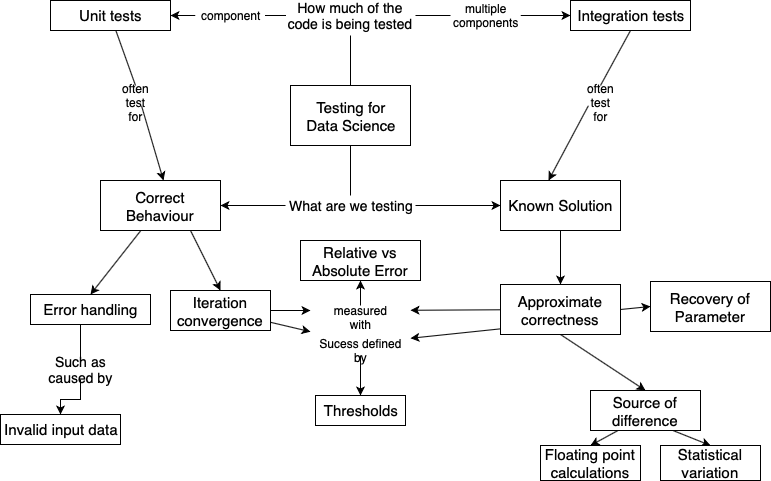 Unit tests
component
How much of the
code is being tested
multiple
components
Integration tests
often
test
for
Testing for
Data Science
often
test
for
Correct
Behaviour
What are we testing
Known Solution
Relative vs
Absolute Error
Error handling
Iteration
convergence
measured
with
Approximate
correctness
Recovery of
Parameter
Sucess defined
by
Such as
caused by
Thresholds
Source of
difference
Invalid input data
Floating point
calculations
Statistical
variation